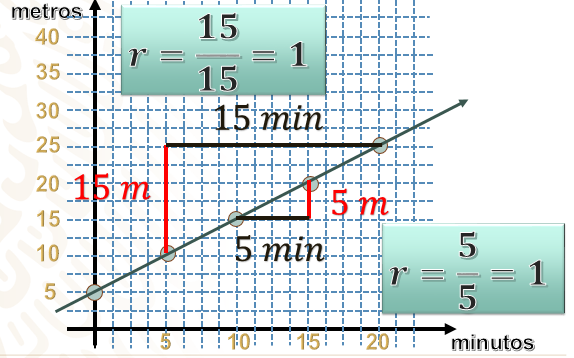 metros
r = 15/15 = 1
40
35
30
25
20
15
10
5
15 min
15 m
5 m
5 min
r = 5/5 = 1
5 10 15 20
minutos